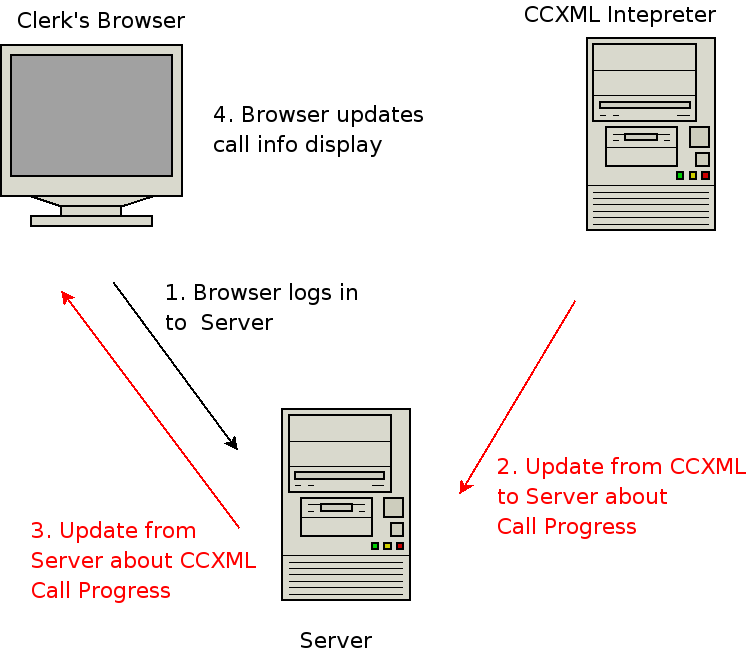 Clerk's Browser
CCXML Intepreter
4. Browser updates
call info display
1. Browser logs in
to  Server
2. Update from CCXML
to Server about
Call Progress
3. Update from
Server about CCXML
Call Progress
Server